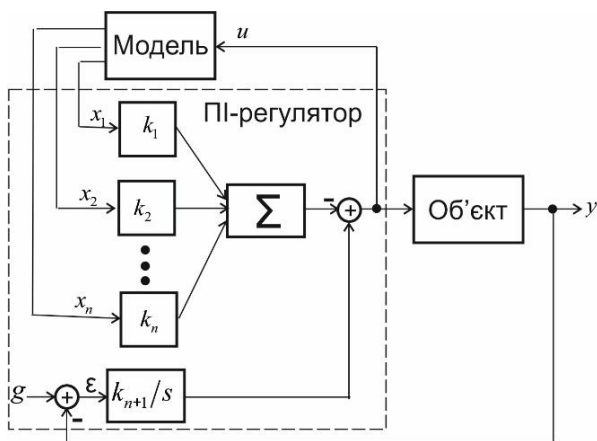 Модель
u
ПІ-регулятор
x₁
k₁
x₂
k₂
Σ
-
+
Об’єкт
y
xₙ
kₙ
g
+
ε
kₙ₊₁/s
-